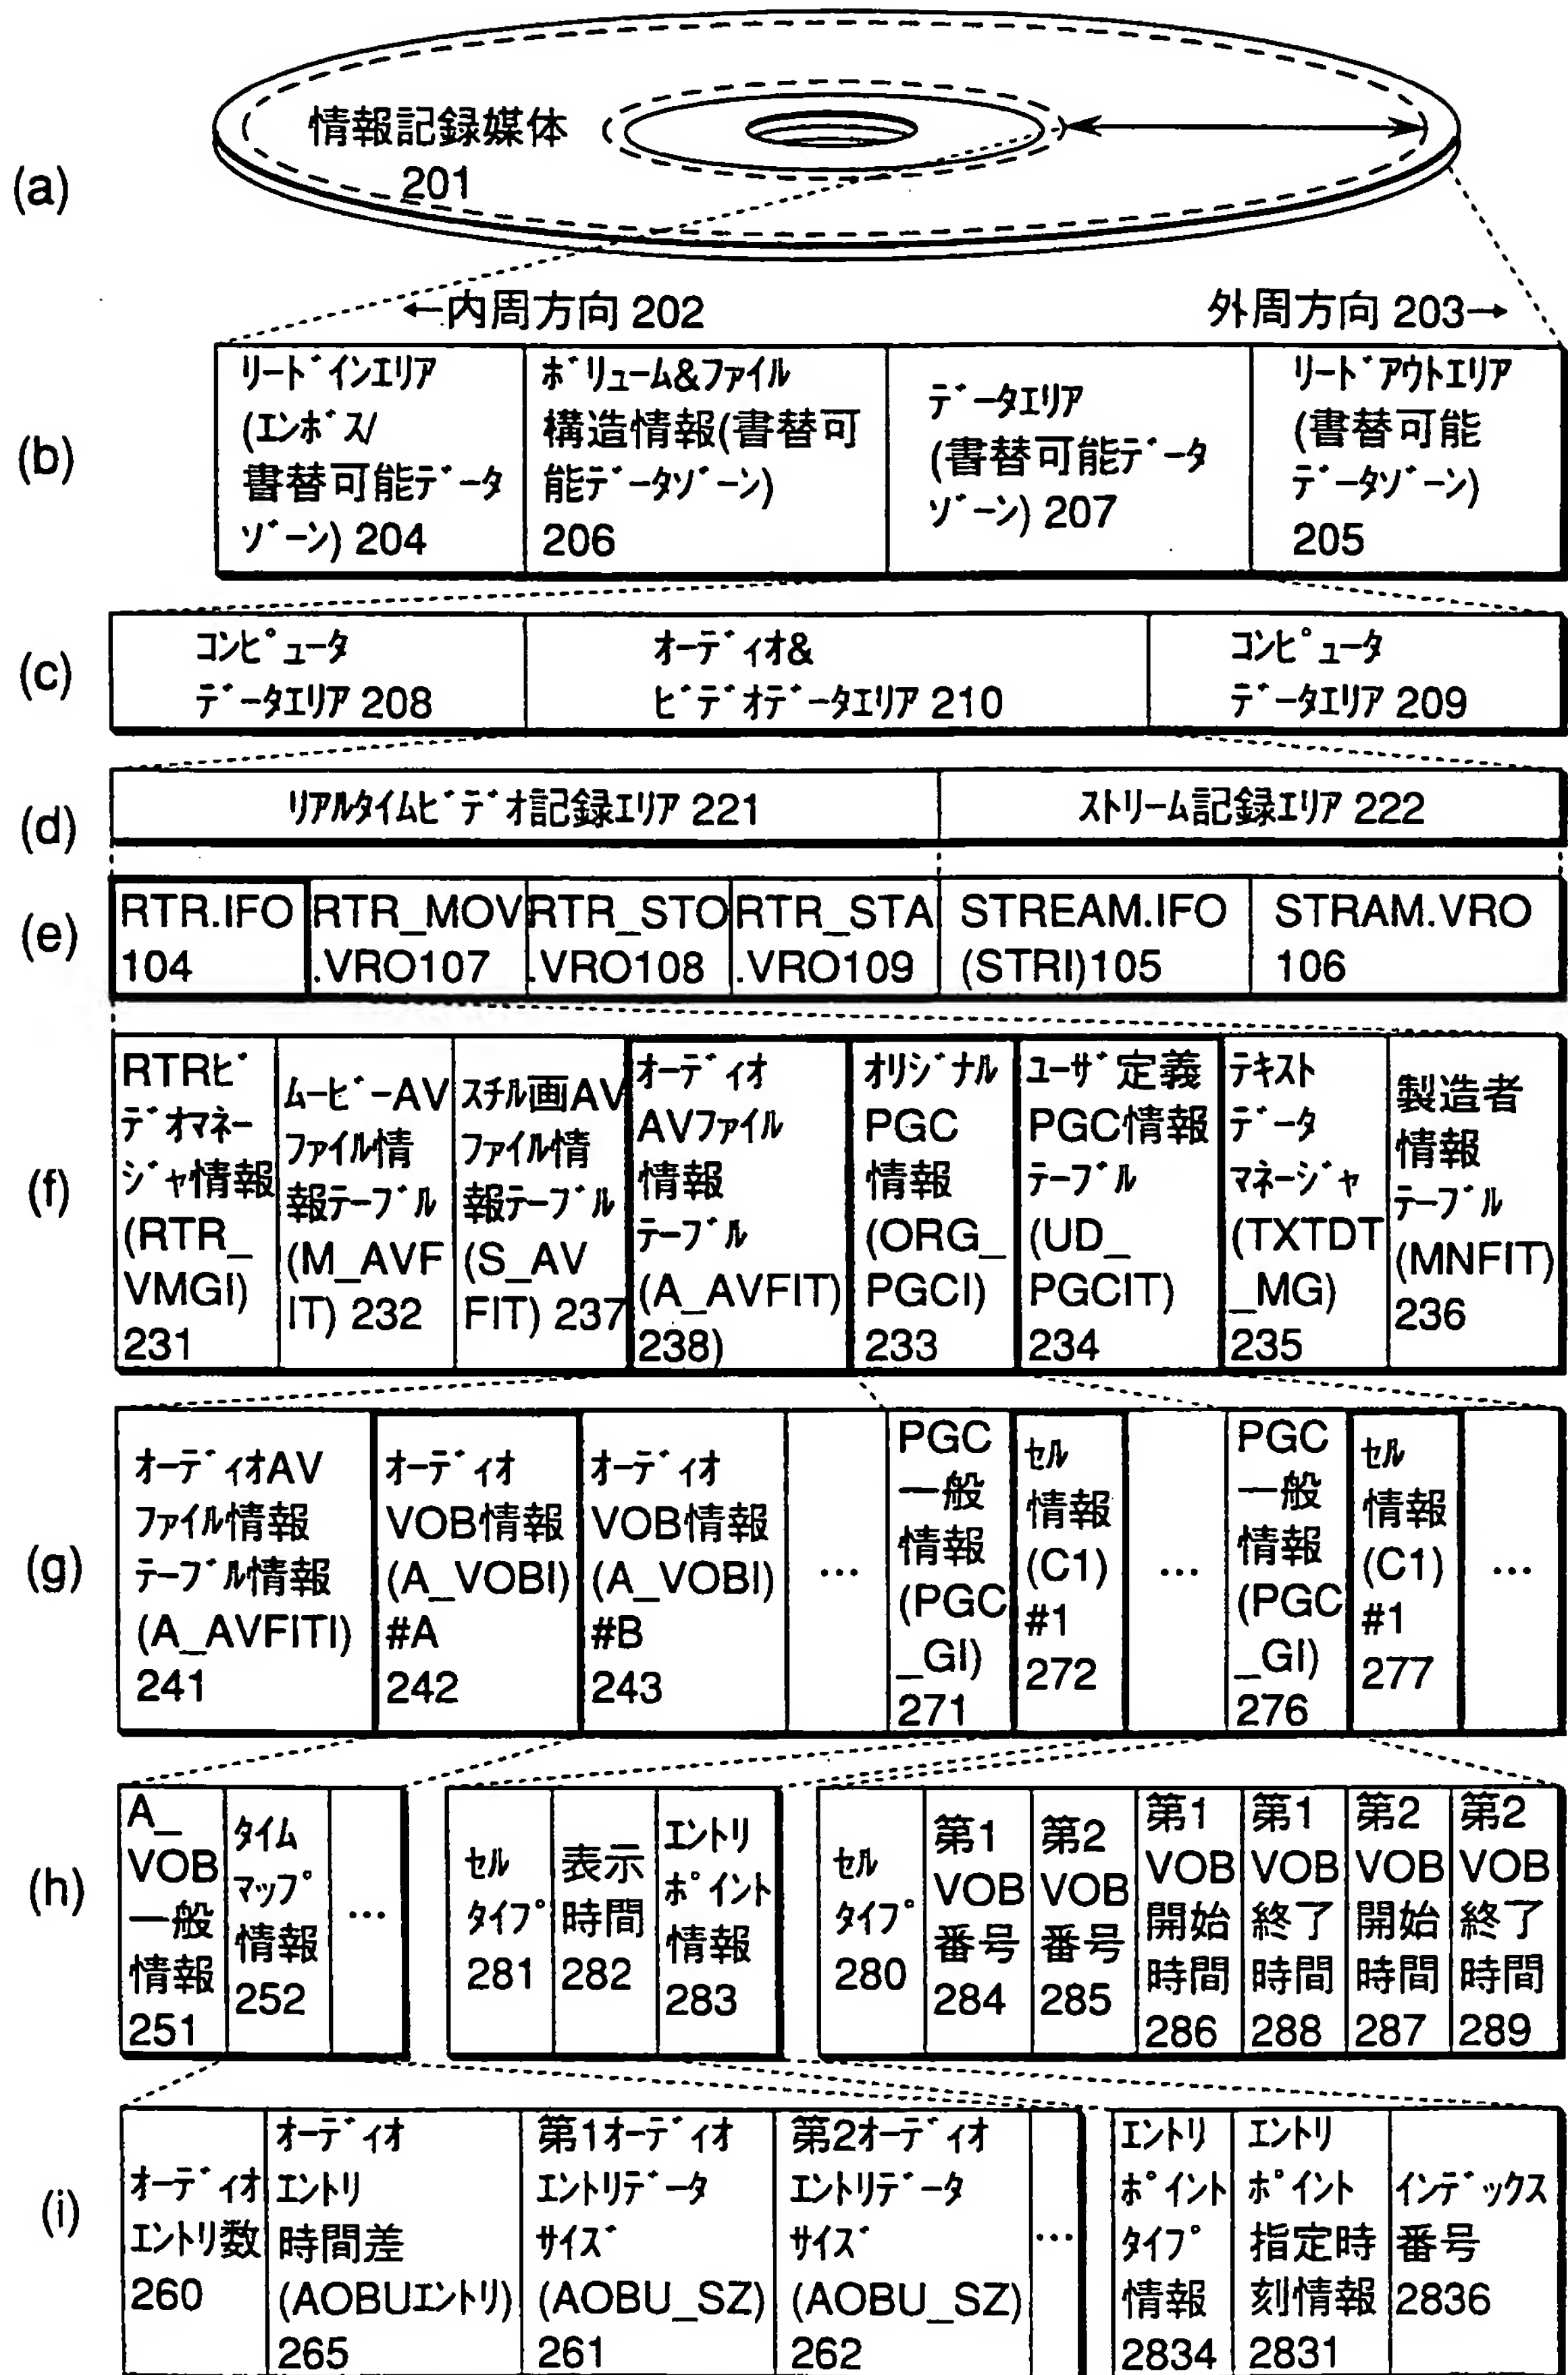 (a)
情報記録媒体
201
←内周方向 202
外周方向 203→
(b)
リードインエリア
(エンボス/
書替可能データ
ゾーン) 204
ボリューム&ファイル
構造情報(書替可
能データゾーン)
206
データエリア
(書替可能データ
ゾーン) 207
リードアウトエリア
(書替可能
データゾーン)
205
(c)
コンピュータ
データエリア 208
オーディオ&
ビデオデータエリア 210
コンピュータ
データエリア 209
(d)
リアルタイムビデオ記録エリア 221
ストリーム記録エリア 222
(e)
RTR.IFO
104
RTR_MOV
.VRO107
RTR_STO
.VRO108
RTR_STA
.VRO109
STREAM.IFO
(STRI)105
STRAM.VRO
106
(f)
RTRビ
デオマネー
ジャ情報
(RTR_
VMGI)
231
ムービーAV
ファイル情
報テーブル
(M_AVF
IT) 232
スチル画AV
ファイル情
報テーブル
(S_AV
FIT) 237
オーディオ
AVファイル
情報
テーブル
(A_AVFIT)
238)
オリジナル
PGC
情報
(ORG_
PGCI)
233
ユーザ定義
PGC情報
テーブル
(UD_
PGCIT)
234
テキスト
データ
マネージャ
(TXTDT
_MG)
235
製造者
情報
テーブル
(MNFIT)
236
(g)
オーディオAV
ファイル情報
テーブル情報
(A_AVFITI)
241
オーディオ
VOB情報
(A_VOBI)
#A
242
オーディオ
VOB情報
(A_VOBI)
#B
243
…
PGC
一般
情報
(PGC
_GI)
271
セル
情報
(C1)
#1
272
…
PGC
一般
情報
(PGC
_GI)
276
セル
情報
(C1)
#1
277
…
(h)
A_
VOB
一般
情報
251
タイム
マップ
情報
252
…
セル
タイプ
281
表示
時間
282
エントリ
ポイント
情報
283
セル
タイプ
280
第1
VOB
番号
284
第2
VOB
番号
285
第1
VOB
開始
時間
286
第1
VOB
終了
時間
288
第2
VOB
開始
時間
287
第2
VOB
終了
時間
289
(i)
オーディオ
エントリ数
260
オーディオ
エントリ
時間差
(AOBUエントリ)
265
第1オーディオ
エントリデータ
サイズ
(AOBU_SZ)
261
第2オーディオ
エントリデータ
サイズ
(AOBU_SZ)
262
…
エントリ
ポイント
タイプ
情報
2834
エントリ
ポイント
指定時
刻情報
2831
インデックス
番号
2836